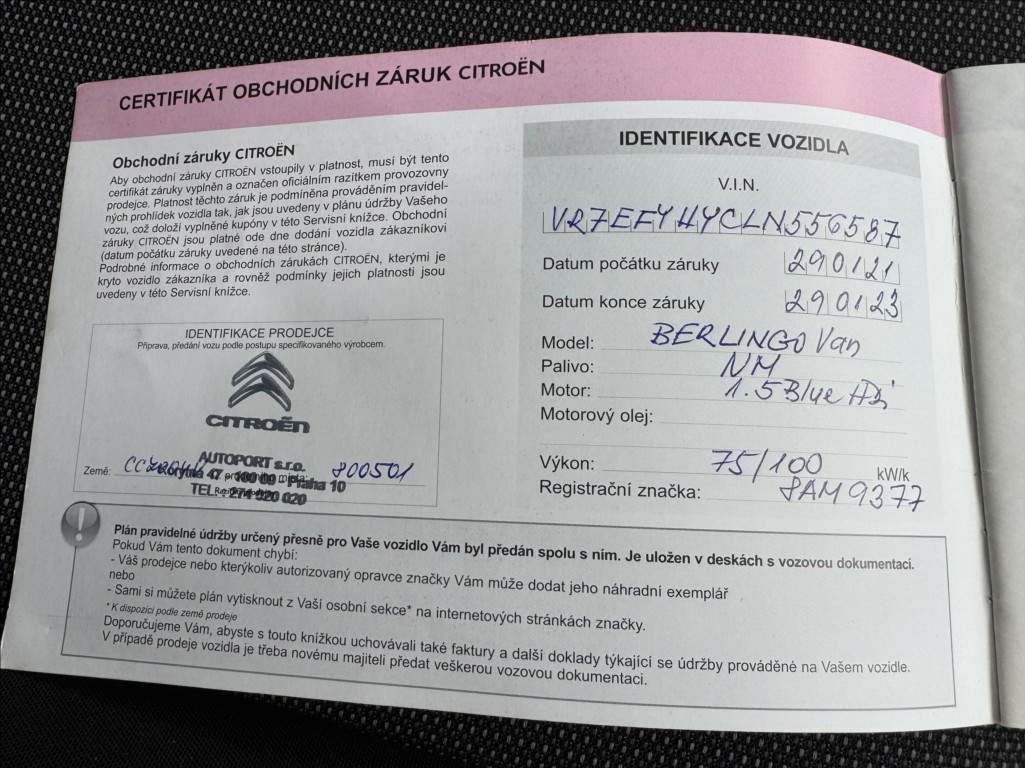 CERTIFIKÁT OBCHODNÍCH ZÁRUK CITROËN
Obchodní záruky CITROËN
Aby obchodní záruky CITROËN vstoupily v platnost, musí být tento
certifikát záruky vyplněn a označen oficiálním razítkem provozovny
prodejce. Platnost těchto záruk je podmíněna prováděním pravidel-
ných prohlídek vozidla tak, jak jsou uvedeny v plánu údržby Vašeho
vozu, což doloží vyplněné kupóny v této Servisní knížce. Obchodní
záruky CITROËN jsou platné ode dne dodání vozidla zákazníkovi
(datum počátku záruky uvedené na této stránce).
Podrobné informace o obchodních zárukách CITROËN, kterými je
kryto vozidlo zákazníka a rovněž podmínky jejich platnosti jsou
uvedeny v této Servisní knížce.
IDENTIFIKACE PRODEJCE
Příprava, předání vozu podle postupu specifikovaného výrobcem.
CITROËN
AUTOPORT s.r.o.
Země: 47 100 00 Praha 10 800501
TEL 274 020 020
IDENTIFIKACE VOZIDLA
V.I.N.
VR7EFYHYCLN556587
Datum počátku záruky 290121
Datum konce záruky 290123
Model: BERLINGO Van
Palivo: NM
Motor: 1.5 Blue HDi
Motorový olej:
Výkon: 75/100 kW/k
Registrační značka: 8AM 9377
Plán pravidelné údržby určený přesně pro Vaše vozidlo Vám byl předán spolu s ním. Je uložen v deskách s vozovou dokumentací.
Pokud Vám tento dokument chybí:
- Váš prodejce nebo kterýkoliv autorizovaný opravce značky Vám může dodat jeho náhradní exemplář
nebo
- Sami si můžete plán vytisknout z Vaší osobní sekce* na internetových stránkách značky.
* K dispozici podle země prodeje
Doporučujeme Vám, abyste s touto knížkou uchovávali také faktury a další doklady týkající se údržby prováděné na Vašem vozidle.
V případě prodeje vozidla je třeba novému majiteli předat veškerou vozovou dokumentaci.